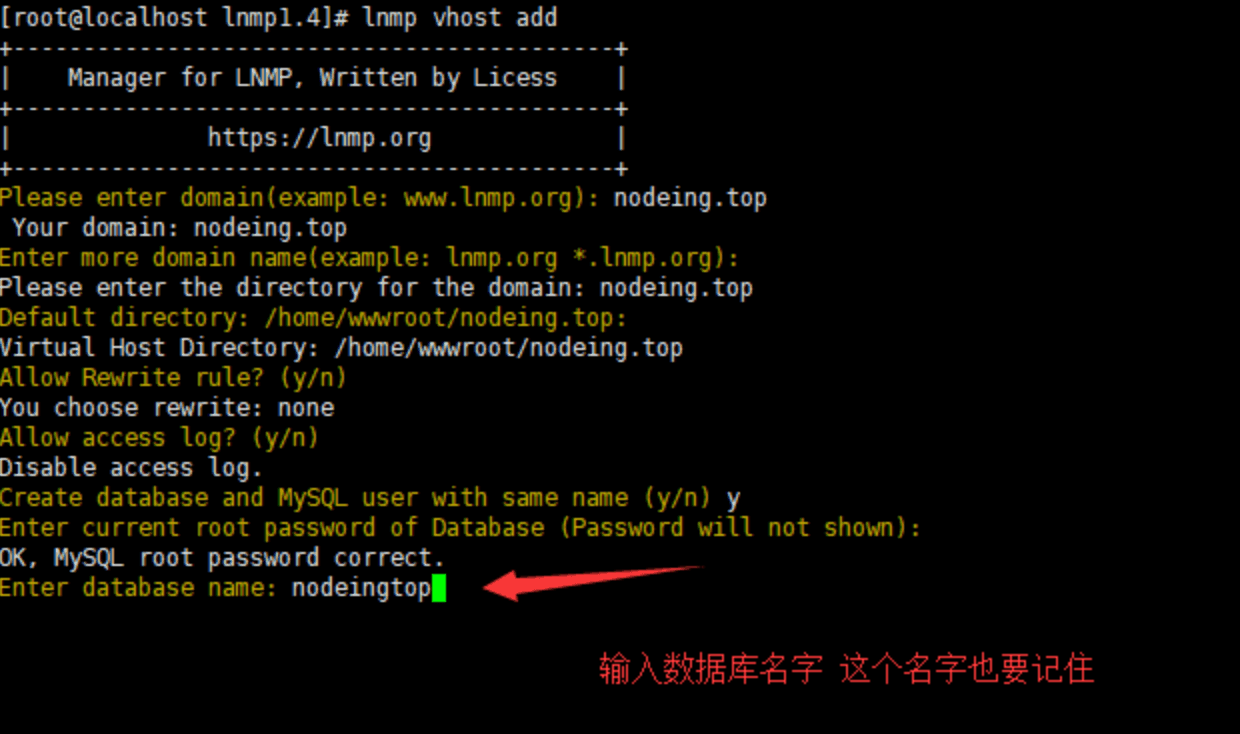 [root@localhost lnmp1.4]# lnmp vhost add
+-------------------------------------------+
|    Manager for LNMP, Written by Licess    |
+-------------------------------------------+
|              https://lnmp.org             |
+-------------------------------------------+
Please enter domain(example: www.lnmp.org): nodeing.top
 Your domain: nodeing.top
Enter more domain name(example: lnmp.org *.lnmp.org):
Please enter the directory for the domain: nodeing.top
Default directory: /home/wwwroot/nodeing.top:
Virtual Host Directory: /home/wwwroot/nodeing.top
Allow Rewrite rule? (y/n)
You choose rewrite: none
Allow access log? (y/n)
Disable access log.
Create database and MySQL user with same name (y/n) y
Enter current root password of Database (Password will not shown):
OK, MySQL root password correct.
Enter database name: nodeingtop
输入数据库名字 这个名字也要记住